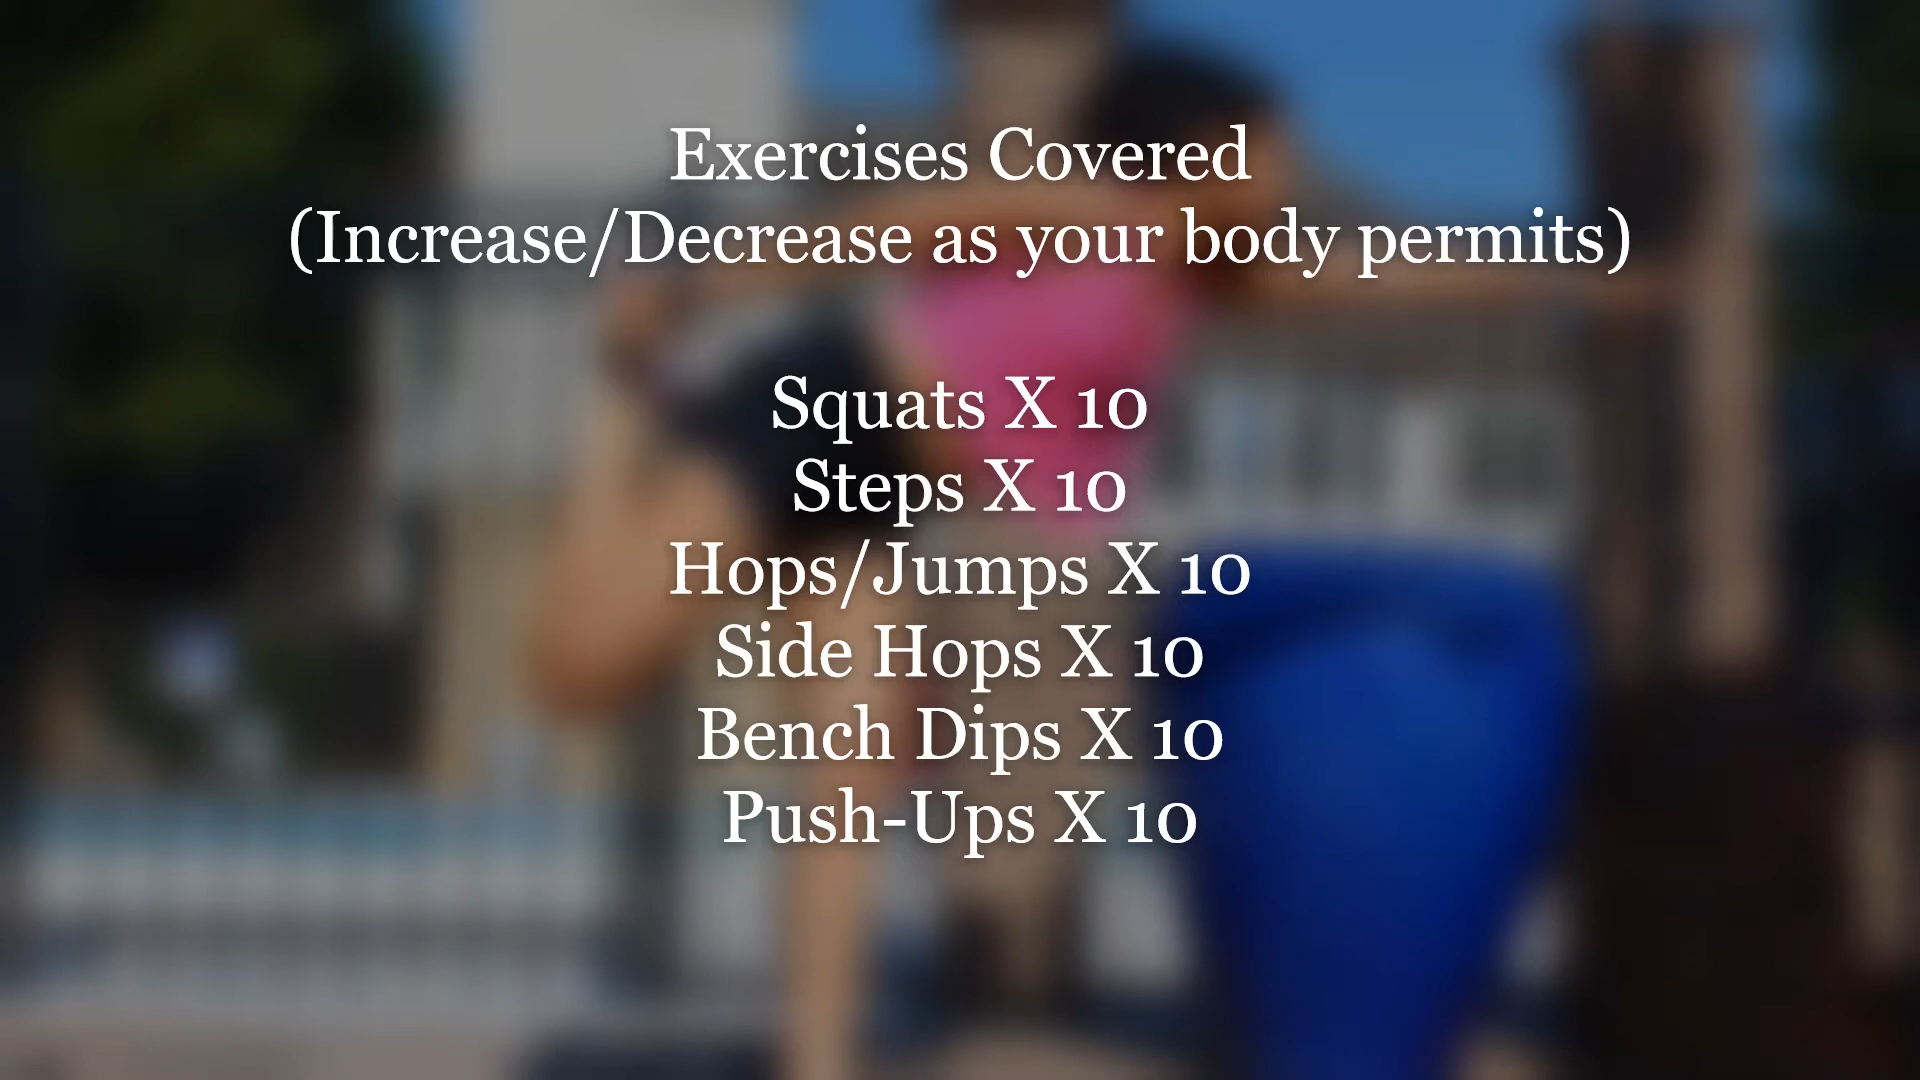 Exercises Covered
(Increase/Decrease as your body permits)
Squats X 10
Steps X 10
Hops/Jumps X 10
Side Hops X 10
Bench Dips X 10
Push-Ups X 10